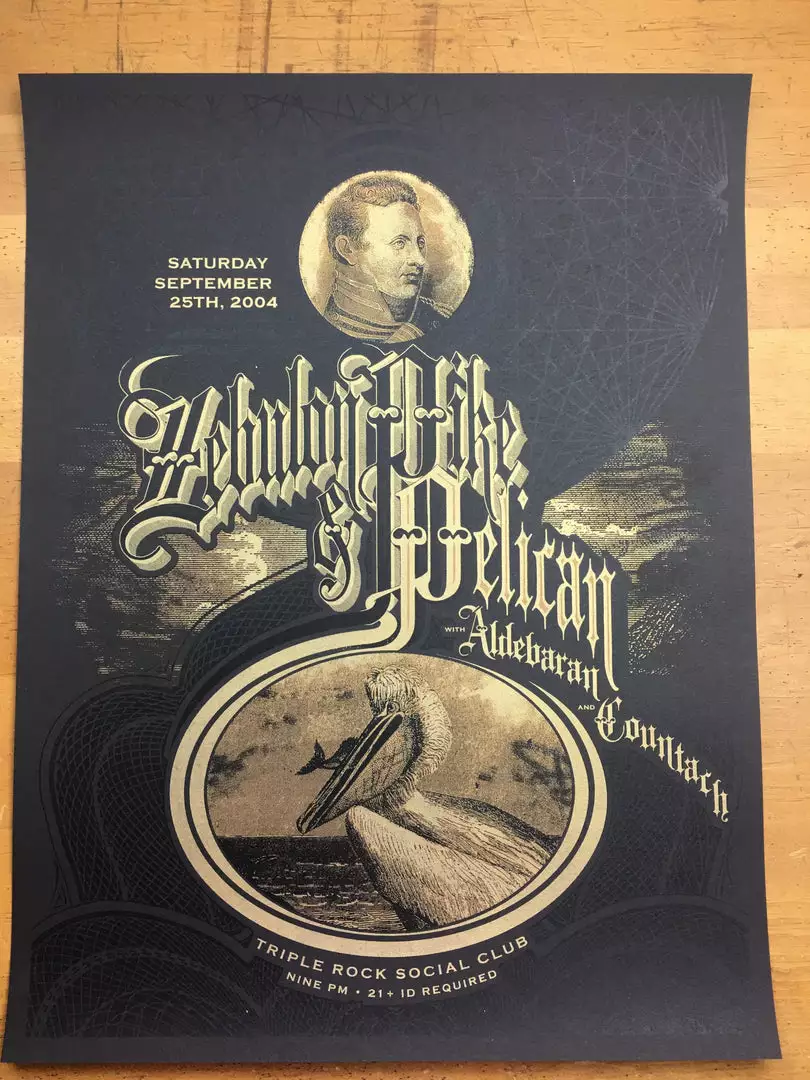 SATURDAY
SEPTEMBER
25TH, 2004
Zebulon Pike
& Pelican
WITH Aldebaran
AND Countach
TRIPLE ROCK SOCIAL CLUB
NINE PM • 21+ ID REQUIRED